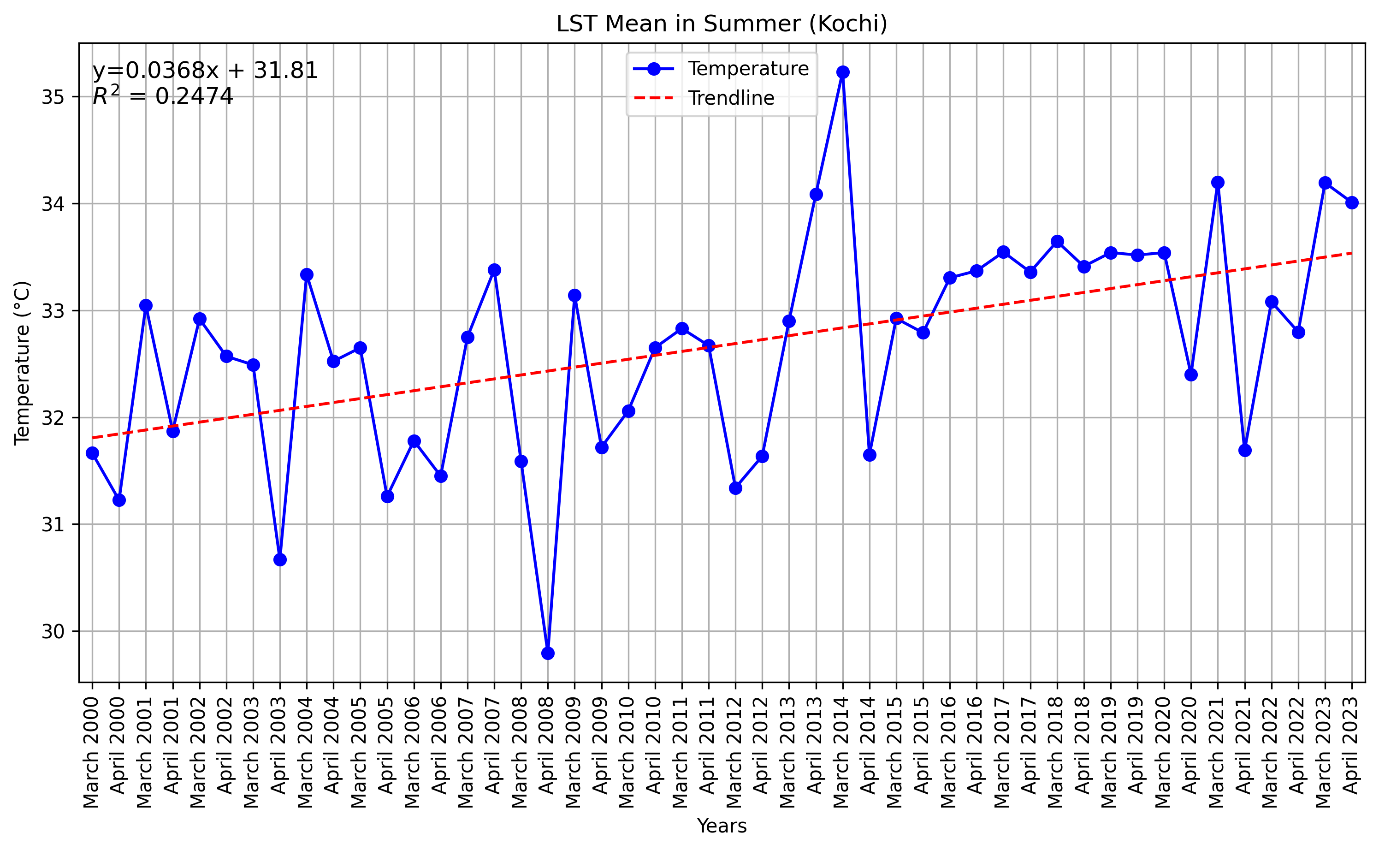 LST Mean in Summer (Kochi)
y=0.0368x + 31.81
R² = 0.2474
Temperature
Trendline
Temperature (°C)
35
34
33
32
31
30
March 2000
April 2000
March 2001
April 2001
March 2002
April 2002
March 2003
April 2003
March 2004
April 2004
March 2005
April 2005
March 2006
April 2006
March 2007
April 2007
March 2008
April 2008
March 2009
April 2009
March 2010
April 2010
March 2011
April 2011
March 2012
April 2012
March 2013
April 2013
March 2014
April 2014
March 2015
April 2015
March 2016
April 2016
March 2017
April 2017
March 2018
April 2018
March 2019
April 2019
March 2020
April 2020
March 2021
April 2021
March 2022
April 2022
March 2023
April 2023
Years